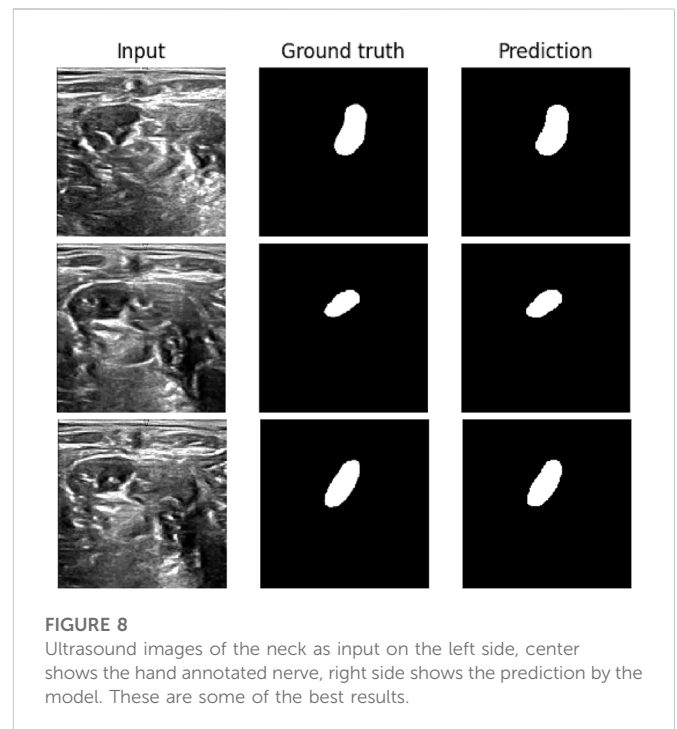 Input Ground truth Prediction
FIGURE 8
Ultrasound images of the neck as input on the left side, center
shows the hand annotated nerve, right side shows the prediction by the
model. These are some of the best results.